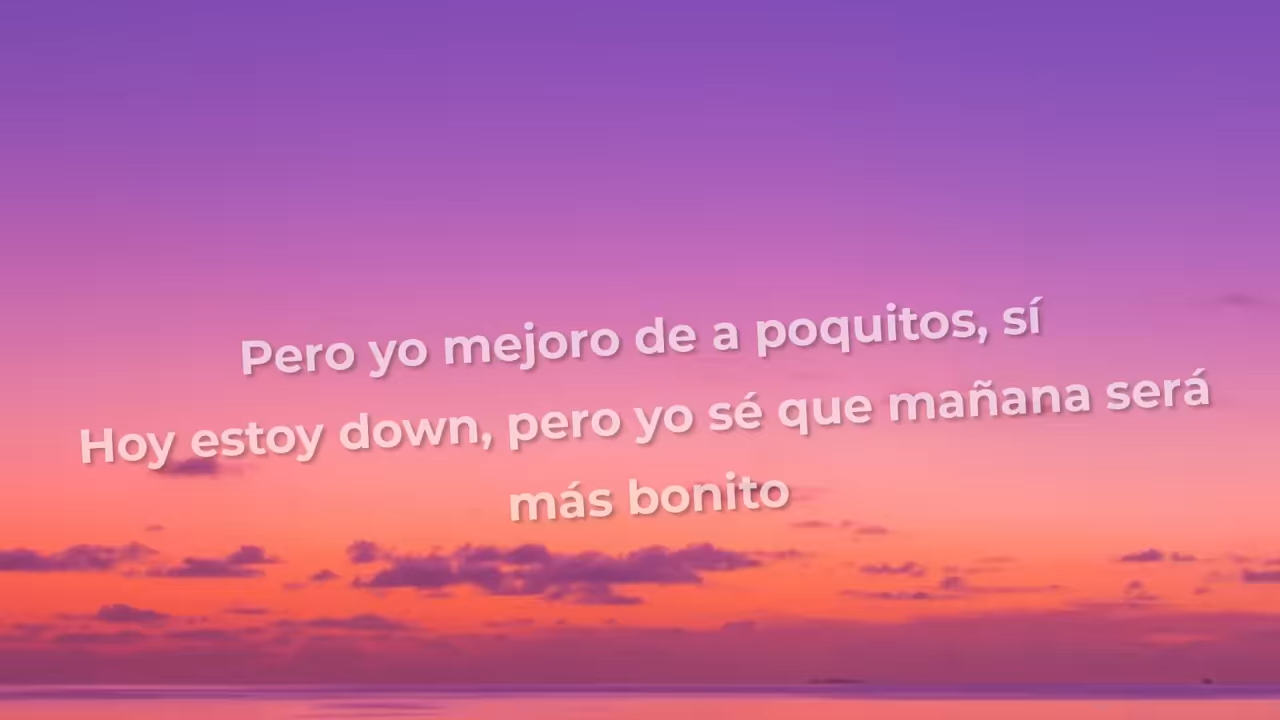 Pero yo mejoro de a poquitos, sí
Hoy estoy down, pero yo sé que mañana será
más bonito